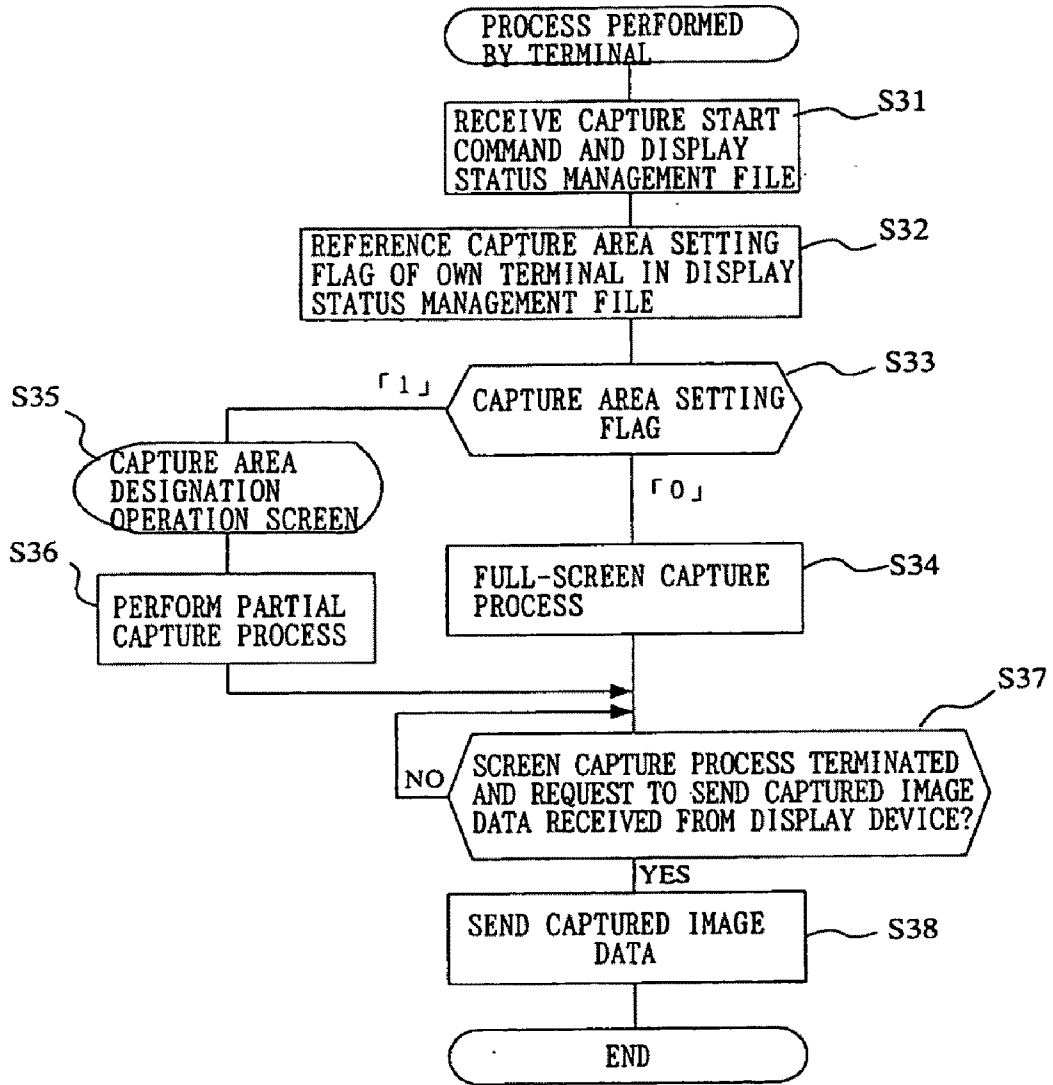 PROCESS PERFORMED
BY TERMINAL
S31
RECEIVE CAPTURE START
COMMAND AND DISPLAY
STATUS MANAGEMENT FILE
S32
REFERENCE CAPTURE AREA SETTING
FLAG OF OWN TERMINAL IN DISPLAY
STATUS MANAGEMENT FILE
S33
「1」
CAPTURE AREA SETTING
FLAG
S35
CAPTURE AREA
DESIGNATION
OPERATION SCREEN
「0」
S36
PERFORM PARTIAL
CAPTURE PROCESS
S34
FULL-SCREEN CAPTURE
PROCESS
S37
SCREEN CAPTURE PROCESS TERMINATED
AND REQUEST TO SEND CAPTURED IMAGE
DATA RECEIVED FROM DISPLAY DEVICE?
NO
YES
SEND CAPTURED IMAGE
DATA
S38
END